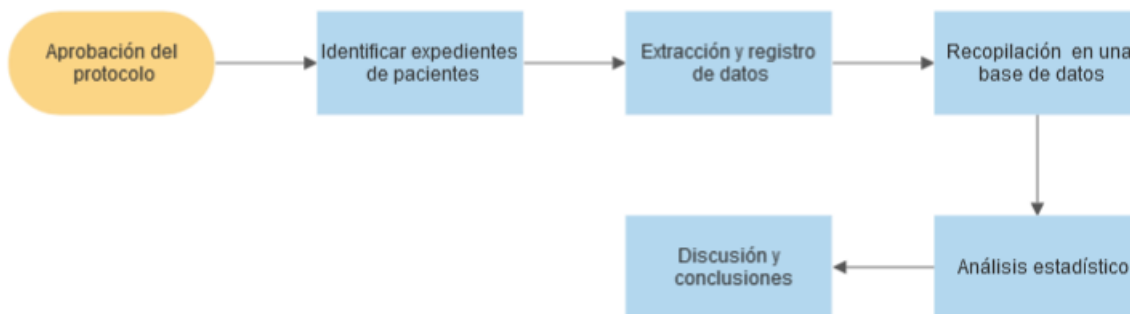 Aprobación del
protocolo
Identificar expedientes
de pacientes
Extracción y registro
de datos
Recopilación en una
base de datos
Análisis estadístico
Discusión y
conclusiones